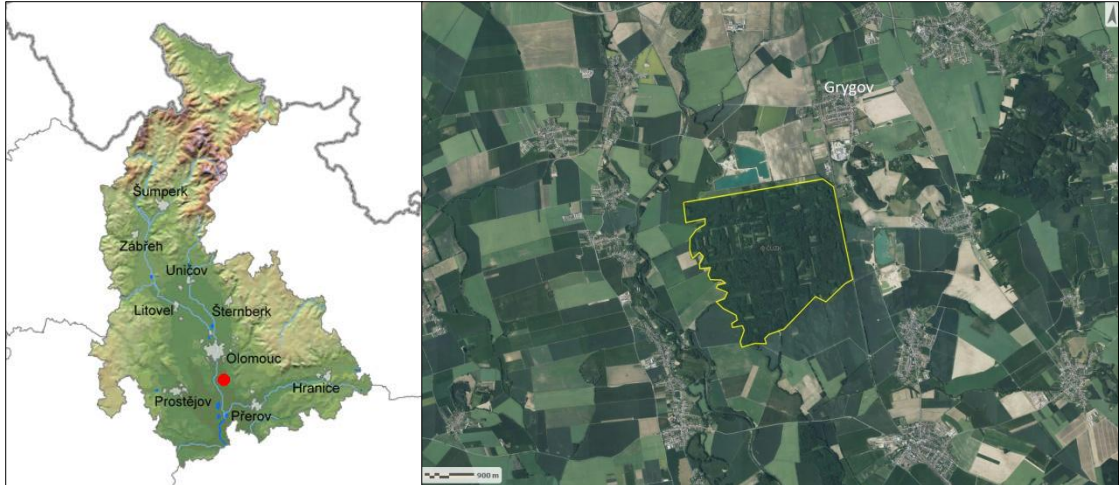 Šumperk
Zábřeh
Uničov
Litovel
Šternberk
Olomouc
Hranice
Prostějov
Přerov
Grygov
900 m